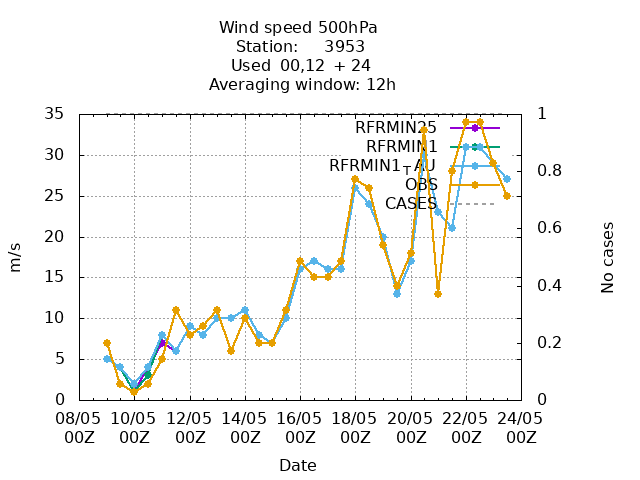 Wind speed 500hPa
Station: 3953
Used 00,12 + 24
Averaging window: 12h
35
30
25
20
15
10
5
0
m/s
1
0.8
0.6
0.4
0.2
0
No cases
RFRMIN25
RFRMIN1
RFRMIN1_AU
OBS
CASES
08/05 10/05 12/05 14/05 16/05 18/05 20/05 22/05 24/05
00Z 00Z 00Z 00Z 00Z 00Z 00Z 00Z 00Z
Date